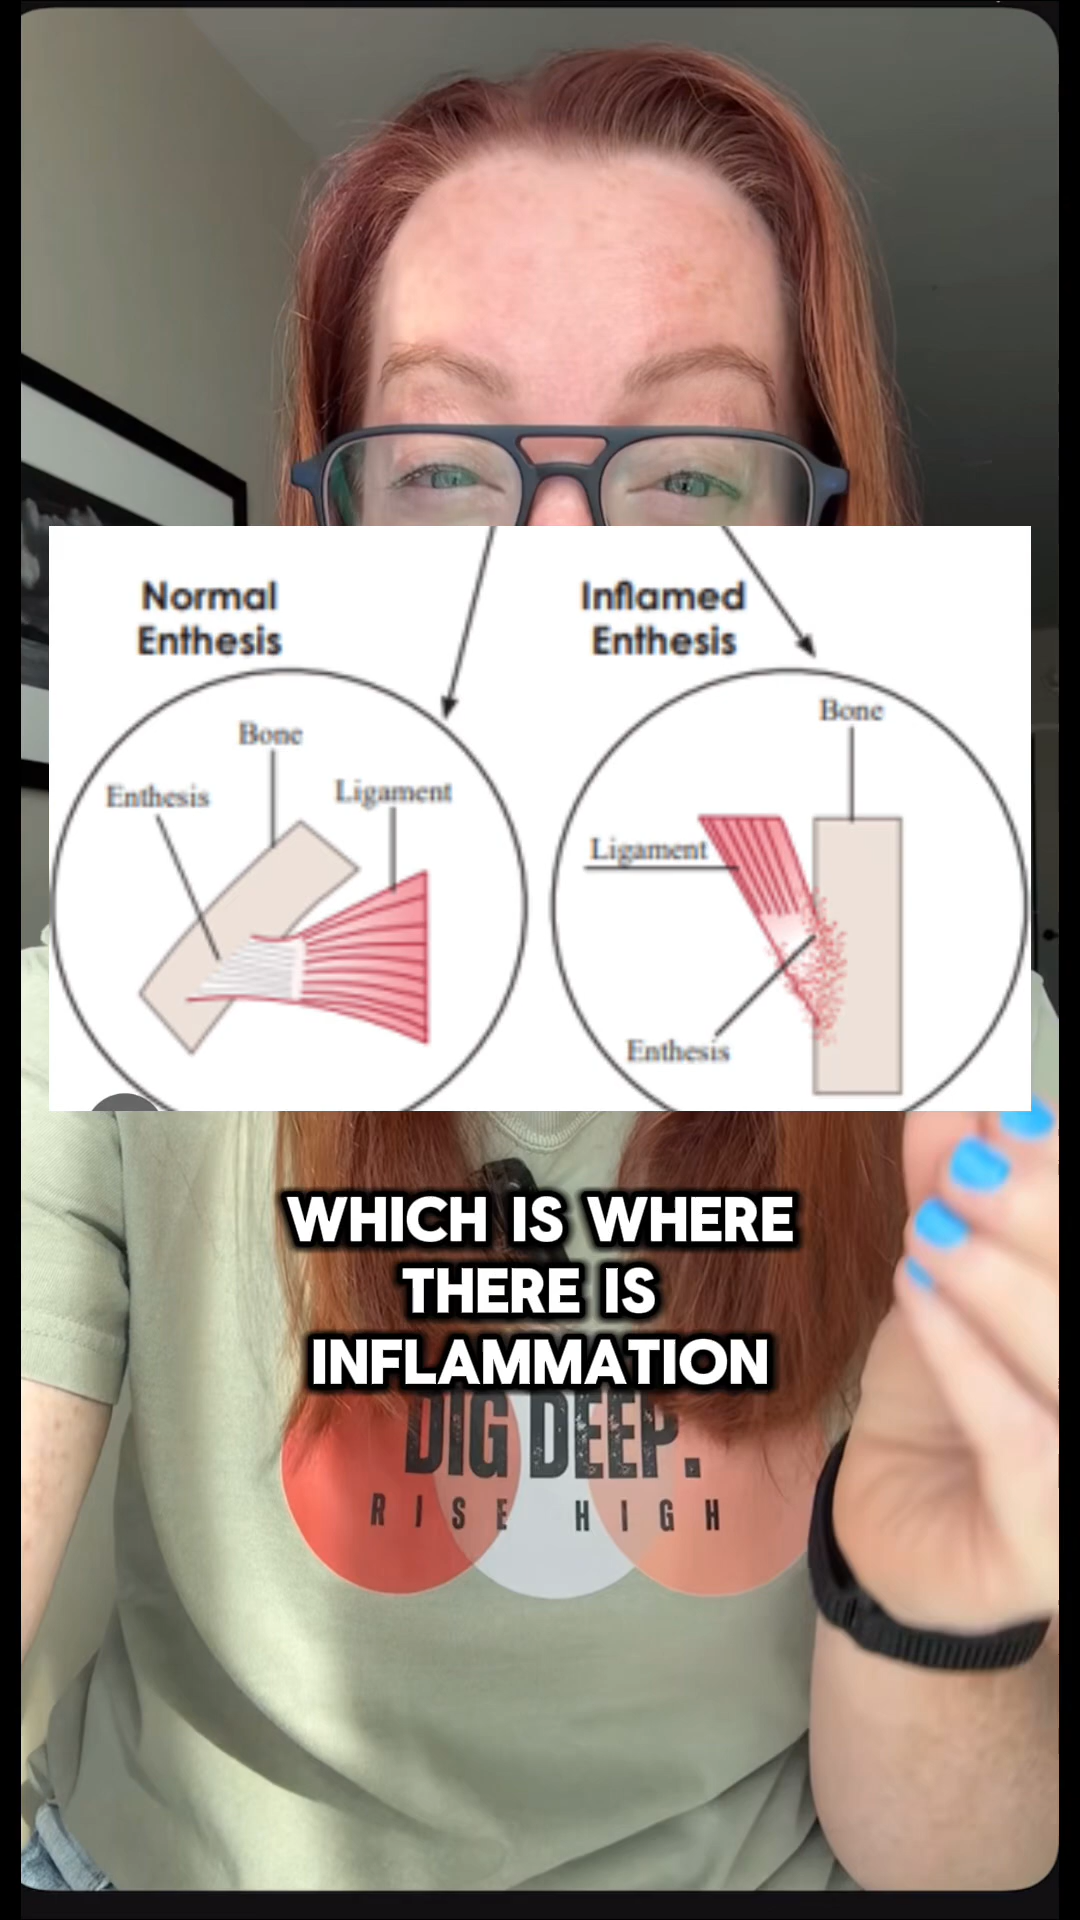 Normal
Enthesis
Bone
Enthesis
Ligament
Inflamed
Enthesis
Bone
Ligament
Enthesis
WHICH IS WHERE
THERE IS
INFLAMMATION
DIG DEEP.
RISE HIGH